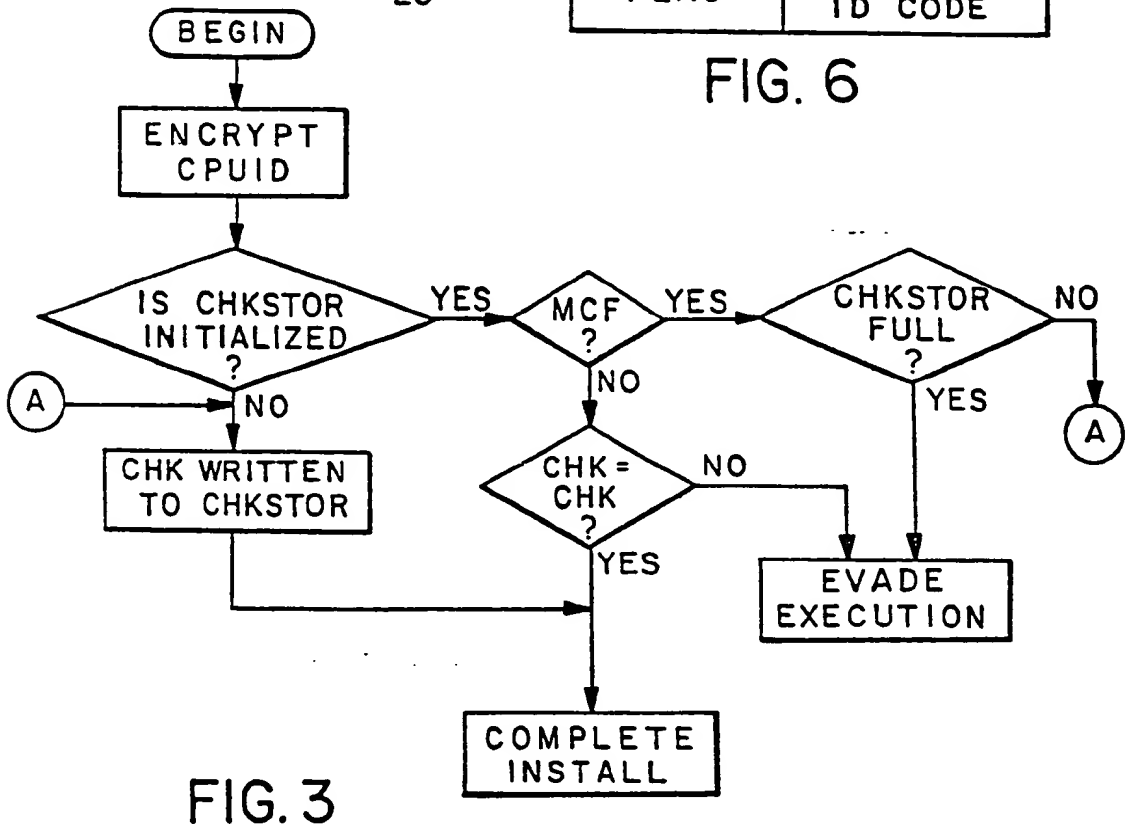 ID CODE
FIG. 6
BEGIN
ENCRYPT
CPUID
IS CHKSTOR
INITIALIZED
?
YES
MCF
?
YES
CHKSTOR
FULL
?
NO
A
NO
NO
YES
A
CHK WRITTEN
TO CHKSTOR
CHK =
CHK
?
NO
YES
EVADE
EXECUTION
COMPLETE
INSTALL
FIG. 3